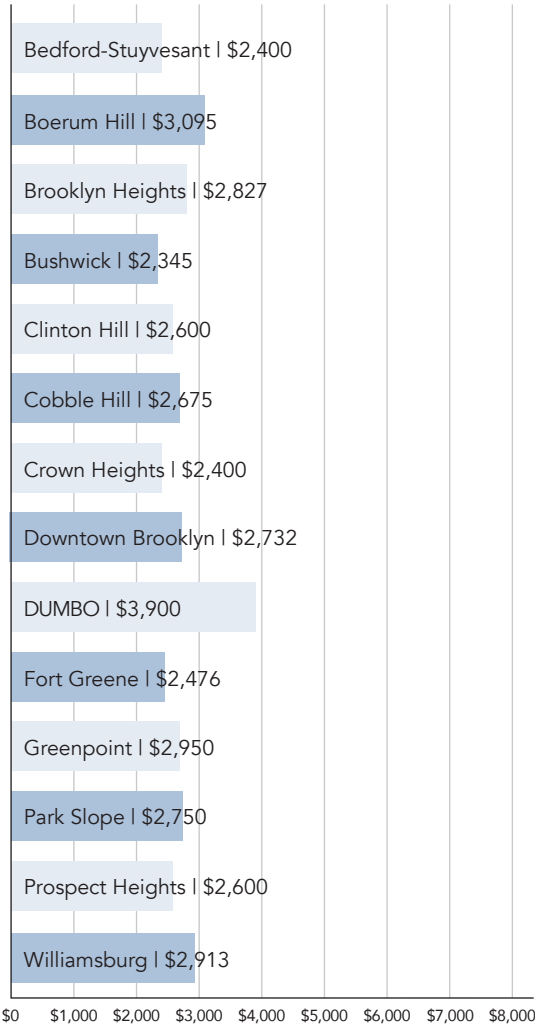 Bedford-Stuyvesant | $2,400
Boerum Hill | $3,095
Brooklyn Heights | $2,827
Bushwick | $2,345
Clinton Hill | $2,600
Cobble Hill | $2,675
Crown Heights | $2,400
Downtown Brooklyn | $2,732
DUMBO | $3,900
Fort Greene | $2,476
Greenpoint | $2,950
Park Slope | $2,750
Prospect Heights | $2,600
Williamsburg | $2,913
$0 $1,000 $2,000 $3,000 $4,000 $5,000 $6,000 $7,000 $8,000